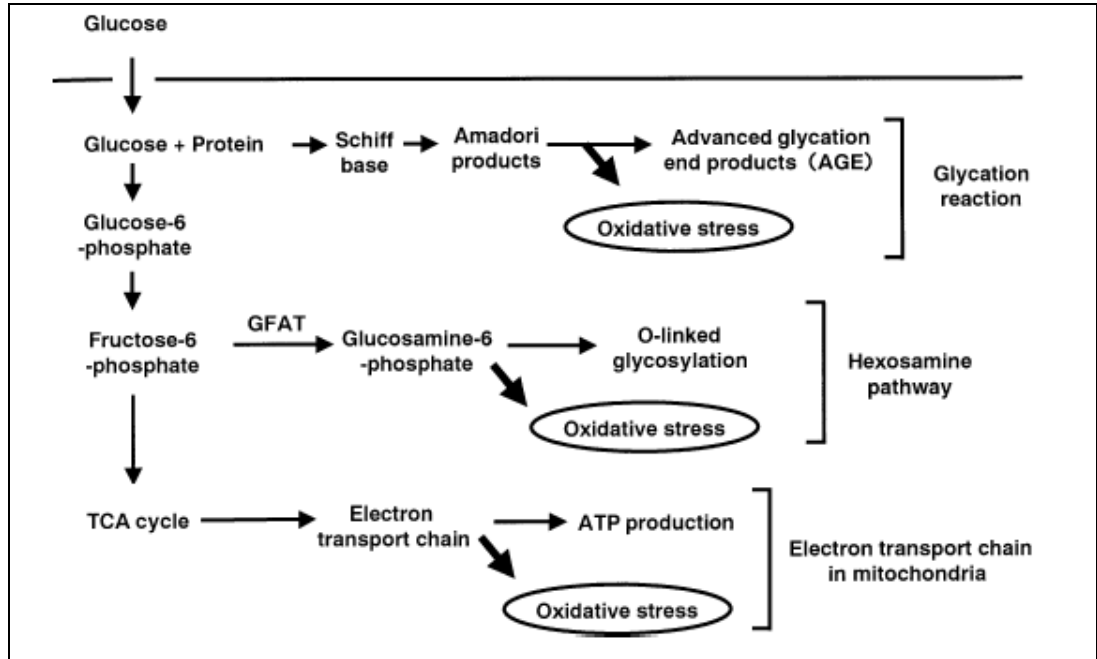 Glucose
Glucose + Protein
Schiff
base
Amadori
products
Advanced glycation
end products（AGE）
Glycation
reaction
Oxidative stress
Glucose-6
-phosphate
Fructose-6
-phosphate
GFAT
Glucosamine-6
-phosphate
O-linked
glycosylation
Hexosamine
pathway
Oxidative stress
TCA cycle
Electron
transport chain
ATP production
Electron transport chain
in mitochondria
Oxidative stress